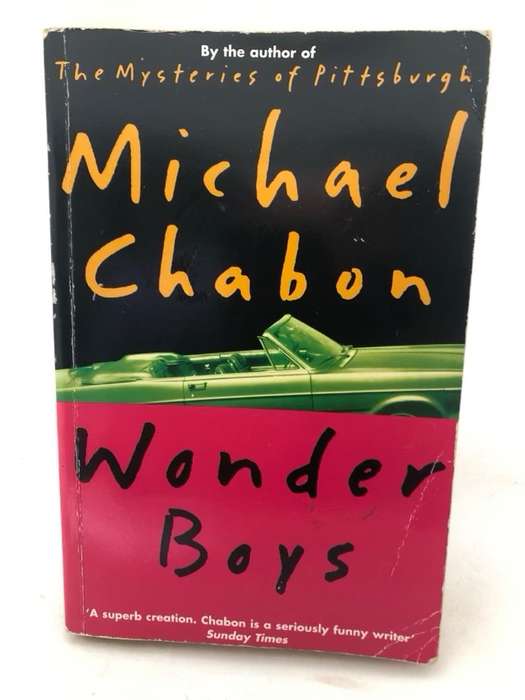 By the author of
The Mysteries of Pittsburgh
Michael
Chabon
Wonder
Boys
'A superb creation. Chabon is a seriously funny writer'
Sunday Times